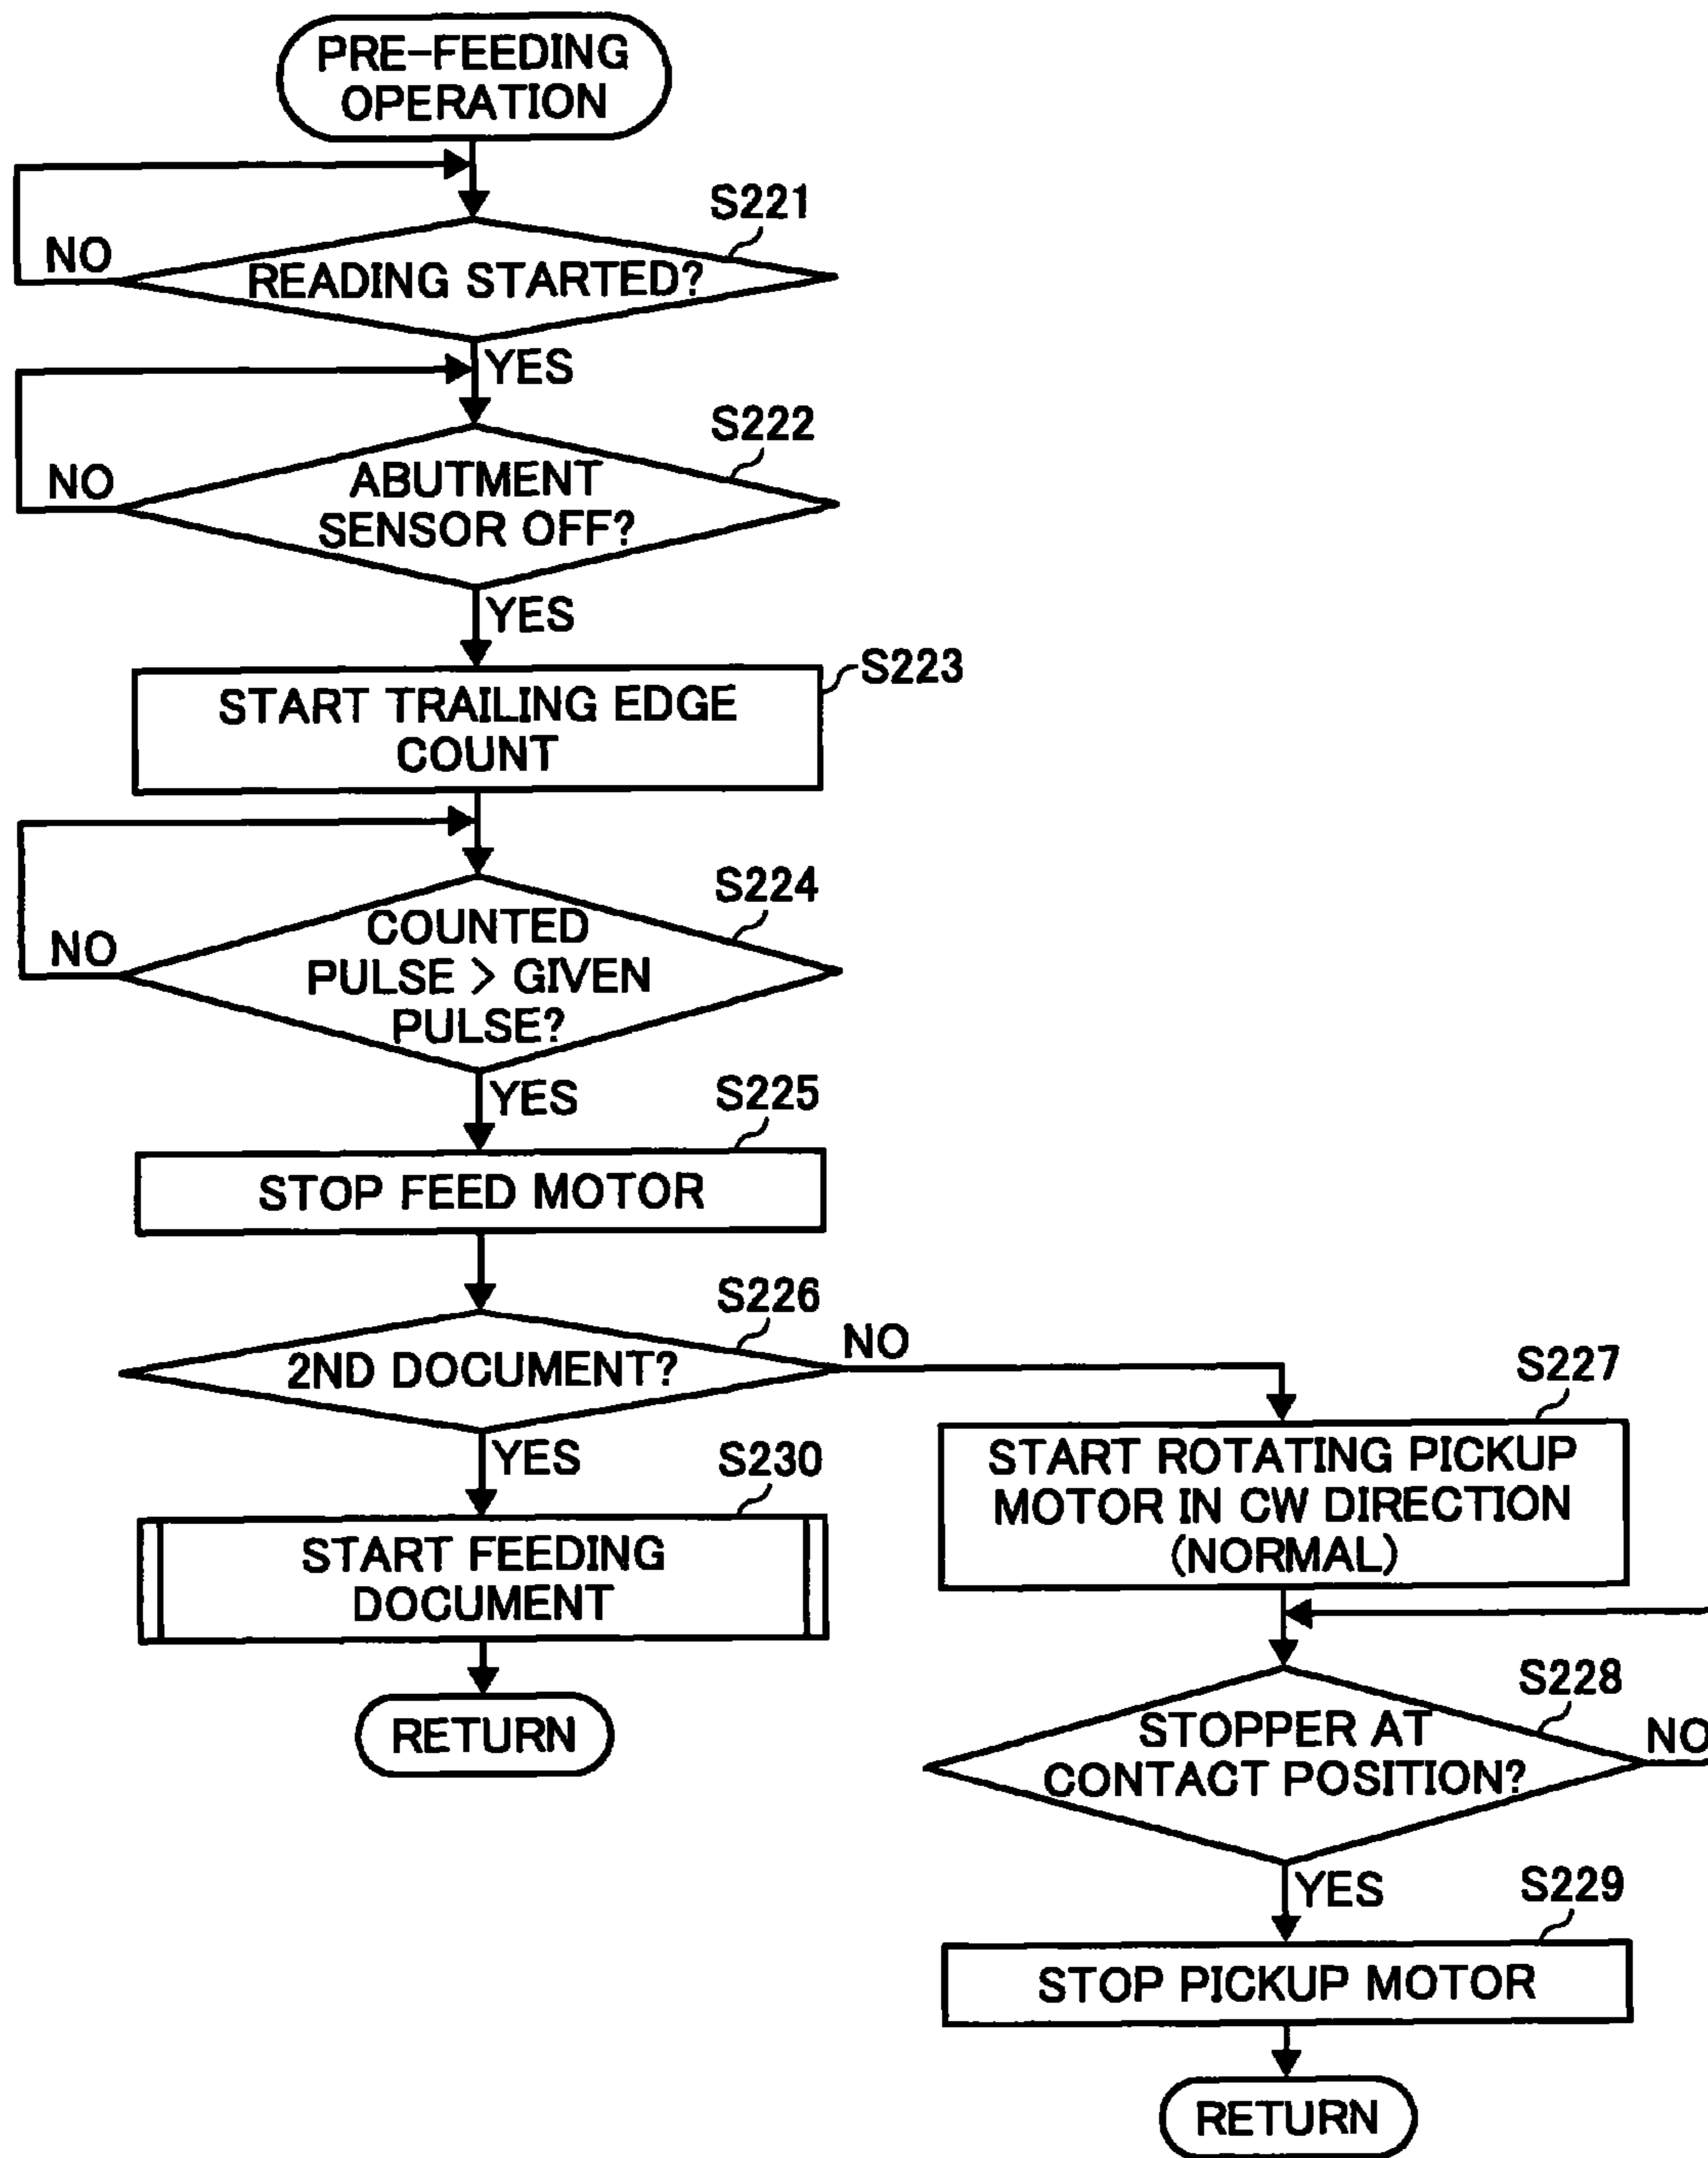 PRE-FEEDING
OPERATION
S221
NO
READING STARTED?
YES
S222
NO
ABUTMENT
SENSOR OFF?
YES
S223
START TRAILING EDGE
COUNT
S224
NO
COUNTED
PULSE > GIVEN
PULSE?
YES
S225
STOP FEED MOTOR
S226
2ND DOCUMENT?
NO
YES
S230
START FEEDING
DOCUMENT
RETURN
S227
START ROTATING PICKUP
MOTOR IN CW DIRECTION
(NORMAL)
S228
STOPPER AT
CONTACT POSITION?
NO
YES
S229
STOP PICKUP MOTOR
RETURN